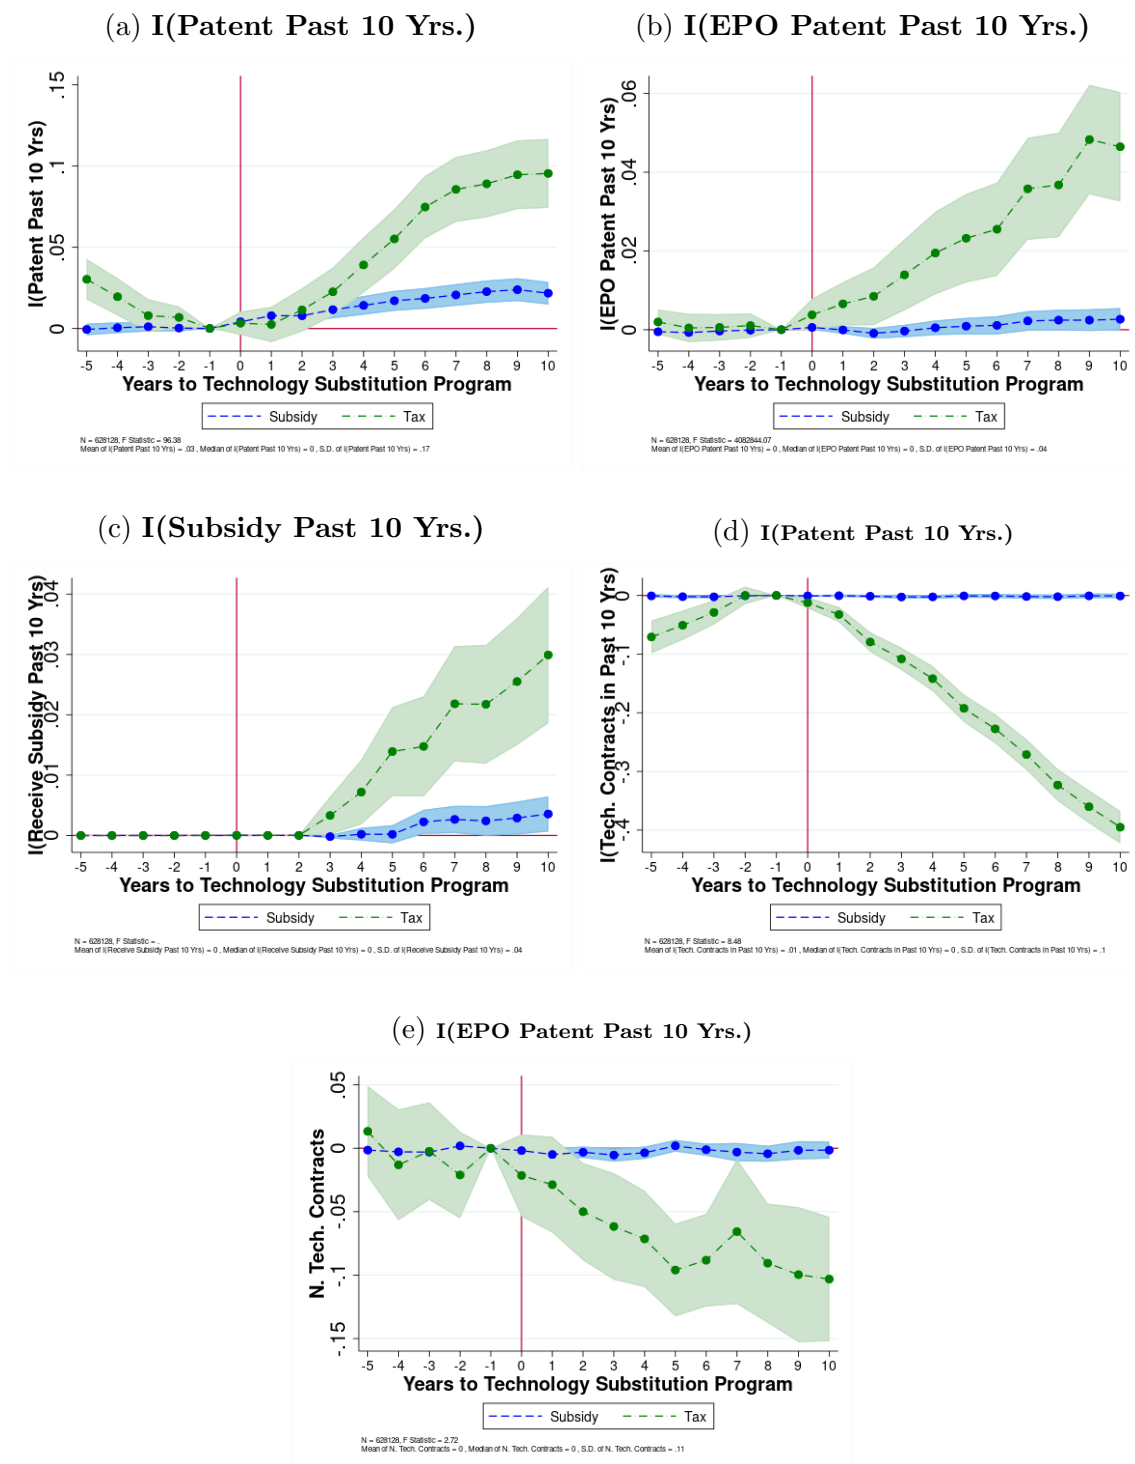 (a) I(Patent Past 10 Yrs.)
I(Patent Past 10 Yrs)
.15
.1
.05
0
-5 -4 -3 -2 -1 0 1 2 3 4 5 6 7 8 9 10
Years to Technology Substitution Program
Subsidy Tax
N = 628128, F Statistic = 96.38
Mean of I(Patent Past 10 Yrs) = .03 , Median of I(Patent Past 10 Yrs) = 0 , S.D. of I(Patent Past 10 Yrs) = .17
(b) I(EPO Patent Past 10 Yrs.)
I(EPO Patent Past 10 Yrs)
.06
.04
.02
0
-5 -4 -3 -2 -1 0 1 2 3 4 5 6 7 8 9 10
Years to Technology Substitution Program
Subsidy Tax
N = 628128, F Statistic = 4082844.07
Mean of I(EPO Patent Past 10 Yrs) = 0 , Median of I(EPO Patent Past 10 Yrs) = 0 , S.D. of I(EPO Patent Past 10 Yrs) = .04
(c) I(Subsidy Past 10 Yrs.)
I(Receive Subsidy Past 10 Yrs)
.04
.03
.02
.01
0
-5 -4 -3 -2 -1 0 1 2 3 4 5 6 7 8 9 10
Years to Technology Substitution Program
Subsidy Tax
N = 628128, F Statistic = .
Mean of I(Receive Subsidy Past 10 Yrs) = 0 , Median of I(Receive Subsidy Past 10 Yrs) = 0 , S.D. of I(Receive Subsidy Past 10 Yrs) = .04
(d) I(Patent Past 10 Yrs.)
I(Tech. Contracts in Past 10 Yrs)
0
-.1
-.2
-.3
-.4
-5 -4 -3 -2 -1 0 1 2 3 4 5 6 7 8 9 10
Years to Technology Substitution Program
Subsidy Tax
N = 628128, F Statistic = 8.48
Mean of I(Tech. Contracts in Past 10 Yrs) = .01 , Median of I(Tech. Contracts in Past 10 Yrs) = 0 , S.D. of I(Tech. Contracts in Past 10 Yrs) = .1
(e) I(EPO Patent Past 10 Yrs.)
N. Tech. Contracts
.05
0
-.05
-.1
-.15
-5 -4 -3 -2 -1 0 1 2 3 4 5 6 7 8 9 10
Years to Technology Substitution Program
Subsidy Tax
N = 628128, F Statistic = 2.72
Mean of N. Tech. Contracts = 0 , Median of N. Tech. Contracts = 0 , S.D. of N. Tech. Contracts = .11